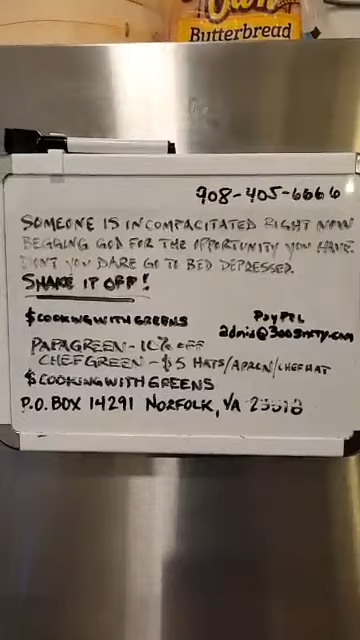 Own
Butterbread
908-405-6666
SOMEONE IS INCOMPACITATED RIGHT NOW
BEGGING GOD FOR THE OPPORTUNITY YOU HAVE.
DON'T YOU DARE GO TO BED DEPRESSED.
SHAKE IT OFF!
$COOKINGWITHGREENS
PAYPAL
PAPAGREEN - 10% OFF
CHEFGREEN - $5 HATS/APRON/CHEFHAT
$COOKINGWITHGREENS
P.O. BOX 14291 NORFOLK, VA